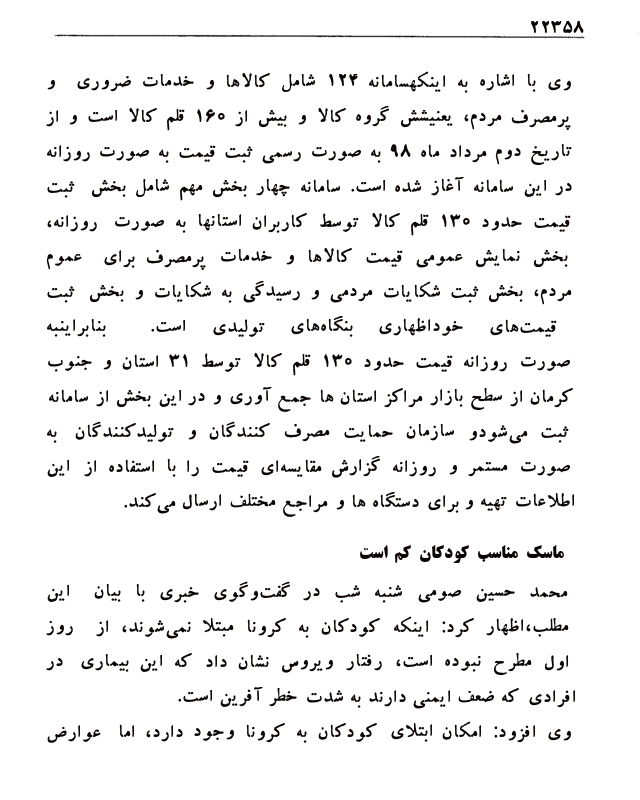 ۲۲۳۵۸
وی با اشاره به اینکهسامانه ۱۲۴ شامل کالاها و خدمات ضروری و
پرمصرف مردم، یعنیشش گروه کالا و بیش از ۱۶۰ قلم کالا است و از
تاریخ دوم مرداد ماه ۹۸ به صورت رسمی ثبت قیمت به صورت روزانه
در این سامانه آغاز شده است. سامانه چهار بخش مهم شامل بخش ثبت
قیمت حدود ۱۳۰ قلم کالا توسط کاربران استانها به صورت روزانه،
بخش نمایش عمومی قیمت کالاها و خدمات پرمصرف برای عموم
مردم، بخش ثبت شکایات مردمی و رسیدگی به شکایات و بخش ثبت
قیمت‌های خوداظهاری بنگاه‌های تولیدی است. بنابراینبه
صورت روزانه قیمت حدود ۱۳۰ قلم کالا توسط ۳۱ استان و جنوب
کرمان از سطح بازار مراکز استان ها جمع آوری و در این بخش از سامانه
ثبت می‌شودو سازمان حمایت مصرف کنندگان و تولیدکنندگان به
صورت مستمر و روزانه گزارش مقایسه‌ای قیمت را با استفاده از این
اطلاعات تهیه و برای دستگاه ها و مراجع مختلف ارسال می‌کند.
ماسک مناسب کودکان کم است
محمد حسین صومی شنبه شب در گفت‌وگوی خبری با بیان این
مطلب،اظهار کرد: اینکه کودکان به کرونا مبتلا نمی‌شوند، از روز
اول مطرح نبوده است، رفتار ویروس نشان داد که این بیماری در
افرادی که ضعف ایمنی دارند به شدت خطر آفرین است.
وی افزود: امکان ابتلای کودکان به کرونا وجود دارد، اما عوارض